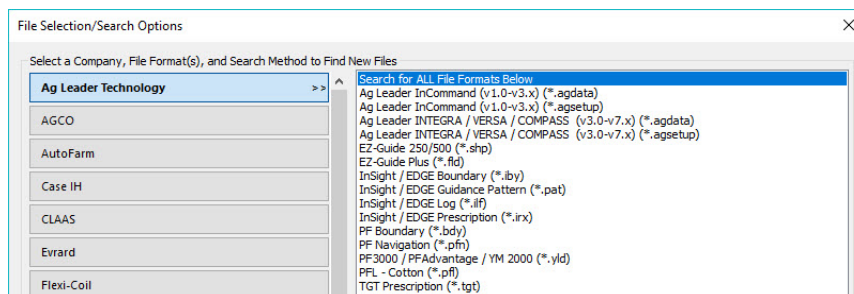 File Selection/Search Options
Select a Company, File Format(s), and Search Method to Find New Files
Ag Leader Technology >>
AGCO
AutoFarm
Case IH
CLAAS
Evrard
Flexi-Coil
Search for ALL File Formats Below
Ag Leader InCommand (v1.0-v3.x) (*.agdata)
Ag Leader InCommand (v1.0-v3.x) (*.agsetup)
Ag Leader INTEGRA / VERSA / COMPASS (v3.0-v7.x) (*.agdata)
Ag Leader INTEGRA / VERSA / COMPASS (v3.0-v7.x) (*.agsetup)
EZ-Guide 250/500 (*.shp)
EZ-Guide Plus (*.fld)
InSight / EDGE Boundary (*.iby)
InSight / EDGE Guidance Pattern (*.pat)
InSight / EDGE Log (*.ilf)
InSight / EDGE Prescription (*.irx)
PF Boundary (*.bdy)
PF Navigation (*.pfn)
PF3000 / PFAdvantage / YM 2000 (*.yld)
PFL - Cotton (*.pfl)
TGT Prescription (*.tgt)